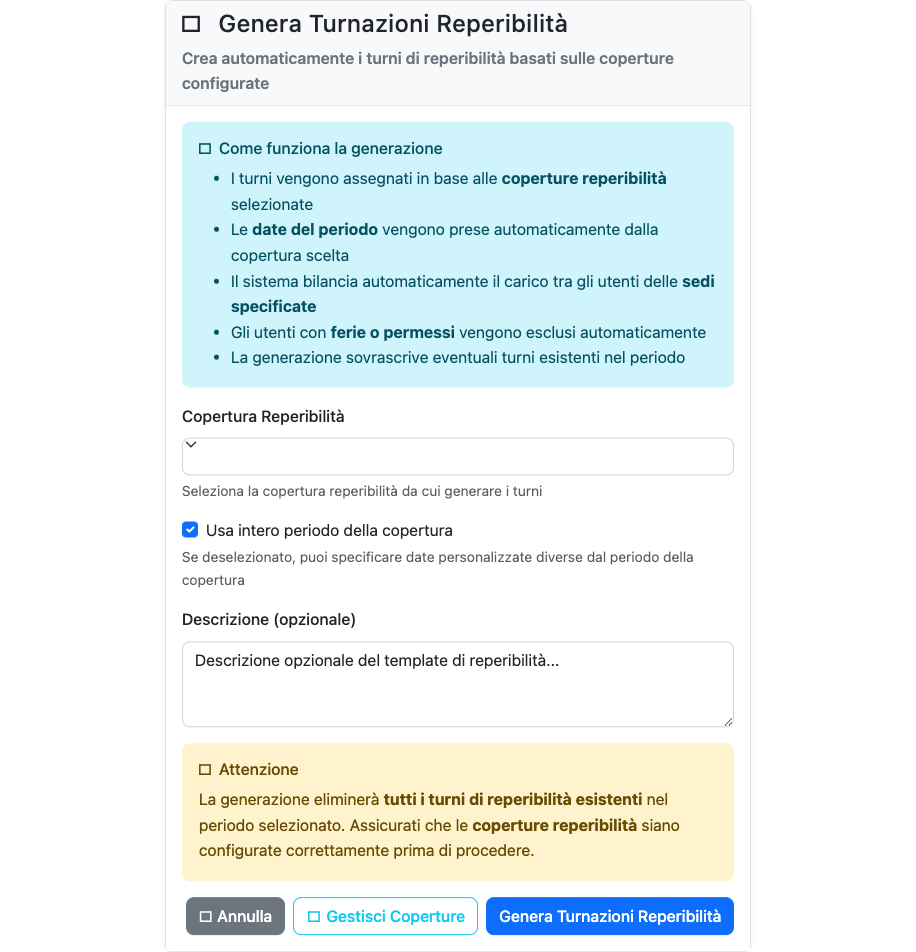 Genera Turnazioni Reperibilità
Crea automaticamente i turni di reperibilità basati sulle coperture
configurate
Come funziona la generazione
• I turni vengono assegnati in base alle coperture reperibilità
selezionate
• Le date del periodo vengono prese automaticamente dalla
copertura scelta
• Il sistema bilancia automaticamente il carico tra gli utenti delle sedi
specificate
• Gli utenti con ferie o permessi vengono esclusi automaticamente
• La generazione sovrascrive eventuali turni esistenti nel periodo
Copertura Reperibilità
Seleziona la copertura reperibilità da cui generare i turni
Usa intero periodo della copertura
Se deselezionato, puoi specificare date personalizzate diverse dal periodo della
copertura
Descrizione (opzionale)
Descrizione opzionale del template di reperibilità...
Attenzione
La generazione eliminerà tutti i turni di reperibilità esistenti nel
periodo selezionato. Assicurati che le coperture reperibilità siano
configurate correttamente prima di procedere.
Annulla
Gestisci Coperture
Genera Turnazioni Reperibilità